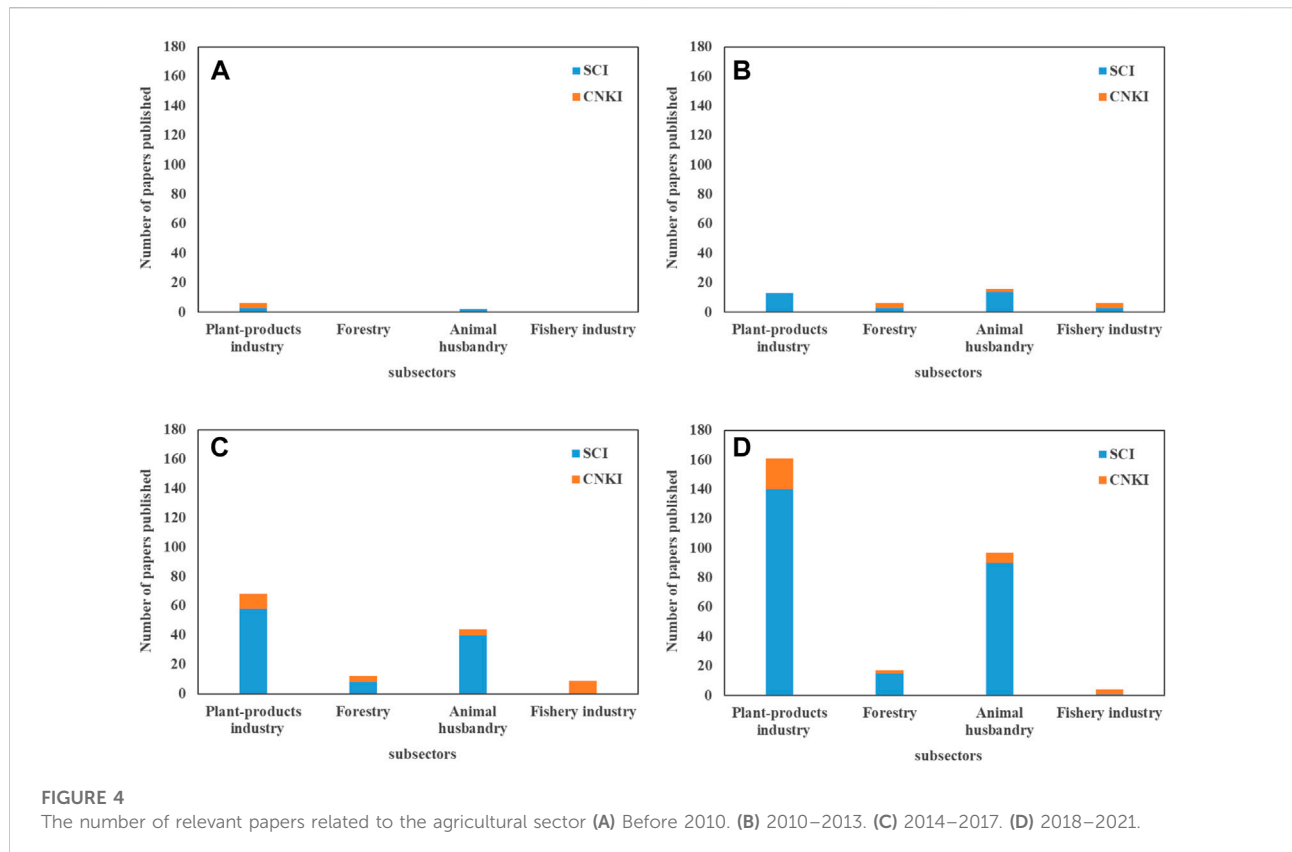 A
SCI
CNKI
Number of papers published
180
160
140
120
100
80
60
40
20
0
Plant-products
industry
Forestry
Animal
husbandry
Fishery industry
subsectors
B
SCI
CNKI
Number of papers published
180
160
140
120
100
80
60
40
20
0
Plant-products
industry
Forestry
Animal
husbandry
Fishery industry
subsectors
C
SCI
CNKI
Number of papers published
180
160
140
120
100
80
60
40
20
0
Plant-products
industry
Forestry
Animal
husbandry
Fishery industry
subsectors
D
SCI
CNKI
Number of papers published
180
160
140
120
100
80
60
40
20
0
Plant-products
industry
Forestry
Animal
husbandry
Fishery industry
subsectors
FIGURE 4
The number of relevant papers related to the agricultural sector (A) Before 2010. (B) 2010–2013. (C) 2014–2017. (D) 2018–2021.